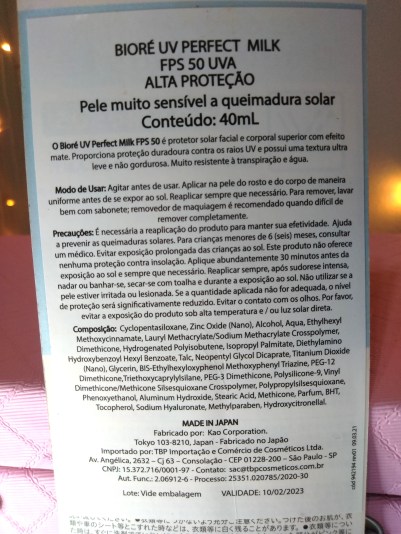 BIORÉ UV PERFECT MILK
FPS 50 UVA
ALTA PROTEÇÃO
Pele muito sensível a queimadura solar
Conteúdo: 40mL
O Bioré UV Perfect Milk FPS 50 é protetor solar facial e corporal superior com efeito
mate. Proporciona proteção duradoura contra os raios UV e possui uma textura ultra
leve e não gordurosa. Muito resistente à transpiração e água.
Modo de Usar: Agitar antes de usar. Aplicar na pele do rosto e do corpo de maneira
uniforme antes de se expor ao sol. Reaplicar sempre que necessário. Para remover, lavar
bem com sabonete; removedor de maquiagem é recomendado quando difícil de
remover completamente.
Precauções: É necessária a reaplicação do produto para manter sua efetividade. Ajuda
a prevenir as queimaduras solares. Para crianças menores de 6 (seis) meses, consultar
um médico. Evitar exposição prolongada das crianças ao sol. Este produto não oferece
nenhuma proteção contra insolação. Aplique abundantemente 30 minutos antes da
exposição ao sol e sempre que necessário. Reaplicar sempre, após sudorese intensa,
nadar ou banhar-se, secar-se com toalha e durante a exposição ao sol. Não utilizar se a
pele estiver irritada ou lesionada. Se a quantidade aplicada não for adequada, o nível
de proteção será significativamente reduzido. Evitar o contato com os olhos. Por favor,
evitar a exposição do produto sob alta temperatura e / ou luz solar direta.
Composição: Cyclopentasiloxane, Zinc Oxide (Nano), Alcohol, Aqua, Ethylhexyl
Methoxycinnamate, Lauryl Methacrylate/Sodium Methacrylate Crosspolymer,
Dimethicone, Hydrogenated Polyisobutene, Isopropyl Palmitate, Diethylamino
Hydroxybenzoyl Hexyl Benzoate, Talc, Neopentyl Glycol Dicaprate, Titanium Dioxide
(Nano), Glycerin, BIS-Ethylhexyloxyphenol Methoxyphenyl Triazine, PEG-12
Dimethicone,Triethoxycaprylylsilane, PEG-3 Dimethicone, Polysilicone-9, Vinyl
Dimethicone/Methicone Silsesquioxane Crosspolymer, Polypropylsilsesquioxane,
Phenoxyethanol, Aluminum Hydroxide, Stearic Acid, Methicone, Parfum, BHT,
Tocopherol, Sodium Hyaluronate, Methylparaben, Hydroxycitronellal.
MADE IN JAPAN
Fabricado por: Kao Corporation.
Tokyo 103-8210, Japan - Fabricado no Japão
Importado por: TBP Importação e Comércio de Cosméticos Ltda.
Av. Angélica, 2632 – Cj 63 – Consolação - CEP 01228-200 – São Paulo - SP
CNPJ: 15.372.716/0001-97 - Contato: sac@tbpcosmeticos.com.br
Aut. Func.: 2.06912-6 - Processo: 25351.020785/2020-30
Lote: Vide embalagem VALIDADE: 10/02/2023